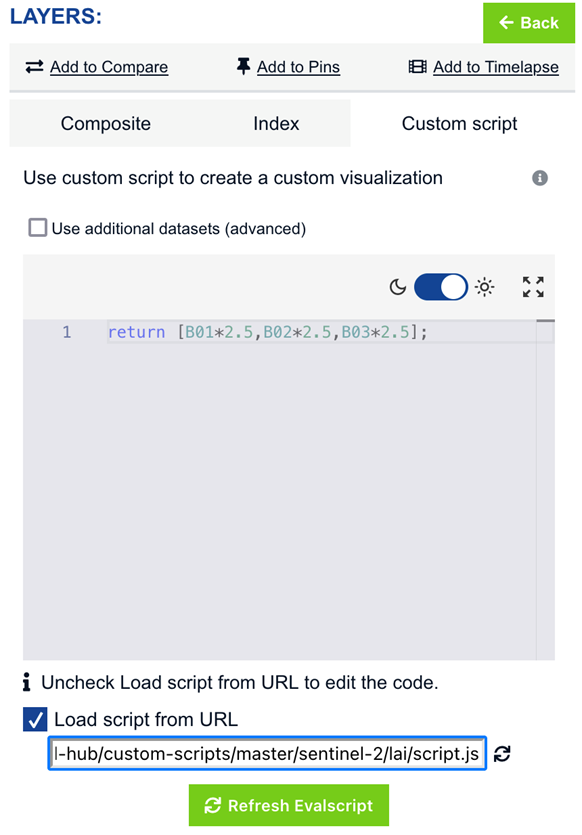 LAYERS:
Back
Add to Compare
Add to Pins
Add to Timelapse
Composite
Index
Custom script
Use custom script to create a custom visualization
Use additional datasets (advanced)
1 return [B01*2.5,B02*2.5,B03*2.5];
Uncheck Load script from URL to edit the code.
Load script from URL
l-hub/custom-scripts/master/sentinel-2/lai/script.js
Refresh Evalscript